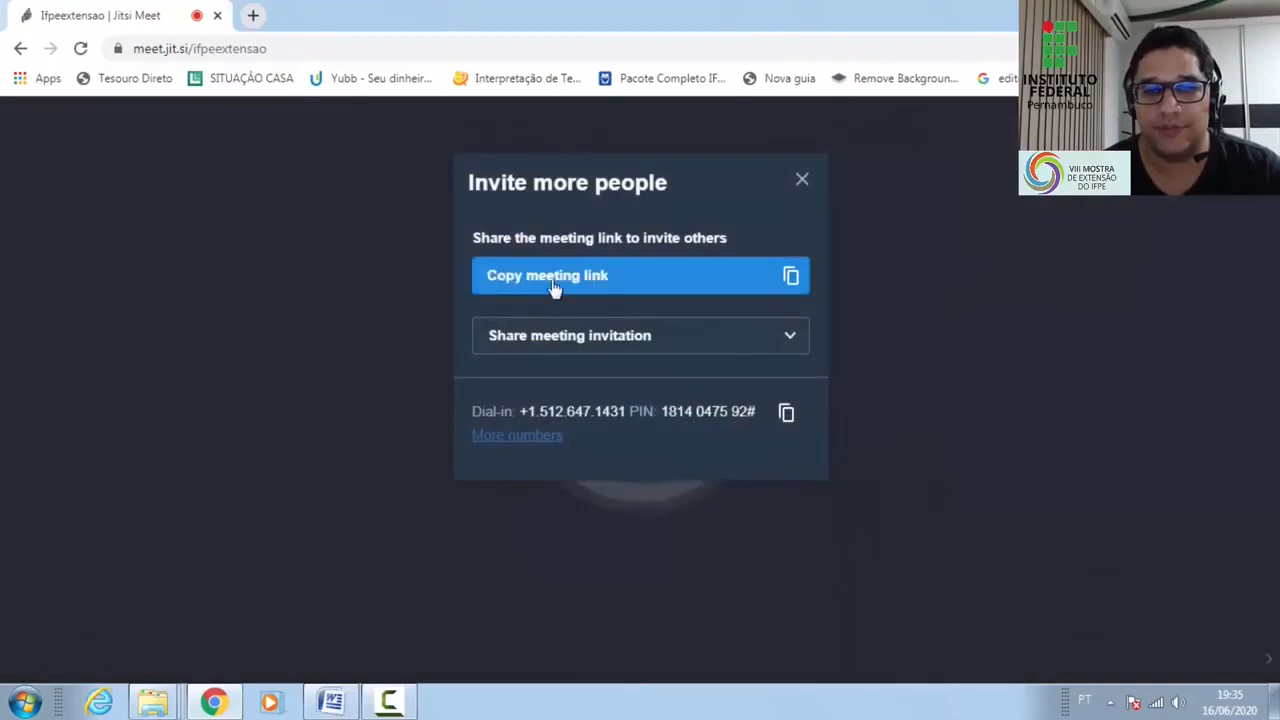 Ifpeextensao | Jitsi Meet
meet.jit.si/ifpeextensao
Apps
Tesouro Direto
SITUAÇÃO CASA
Yubb - Seu dinheir...
Interpretação de Te...
Pacote Completo IF...
Nova guia
Remove Backgroun...
edit
INSTITUTO
FEDERAL
Pernambuco
VIII MOSTRA
DE EXTENSÃO
DO IFPE
Invite more people
Share the meeting link to invite others
Copy meeting link
Share meeting invitation
Dial-in: +1.512.647.1431 PIN: 1814 0475 92#
More numbers
PT
19:35
16/06/2020